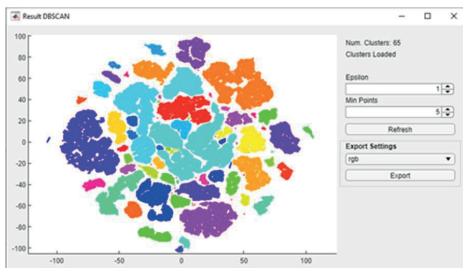 Result DBSCAN
100
80
60
40
20
0
-20
-40
-60
-80
-100
-100
-50
0
50
100
Num. Clusters: 65
Clusters Loaded
Epsilon
1
Min Points
5
Refresh
Export Settings
rgb
Export